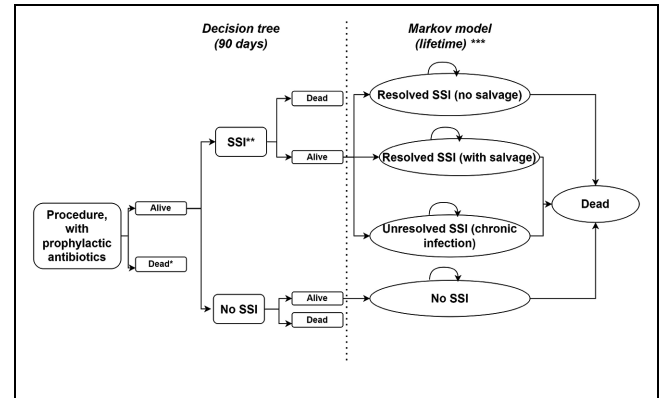 Decision tree
(90 days)
Markov model
(lifetime) ***
Procedure,
with
prophylactic
antibiotics
Alive
Dead*
SSI**
Dead
Alive
No SSI
Alive
Dead
Resolved SSI (no salvage)
Resolved SSI (with salvage)
Unresolved SSI (chronic
infection)
No SSI
Dead